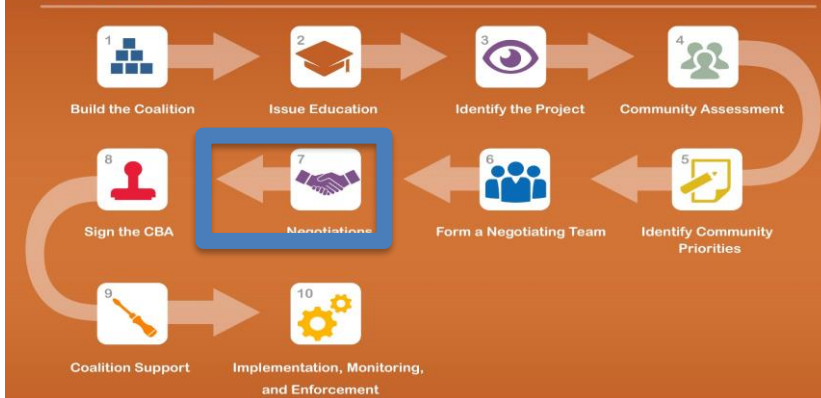 1
2
3
4
Build the Coalition
Issue Education
Identify the Project
Community Assessment
8
7
6
5
Sign the CBA
Negotiations
Form a Negotiating Team
Identify Community
Priorities
9
10
Coalition Support
Implementation, Monitoring,
and Enforcement